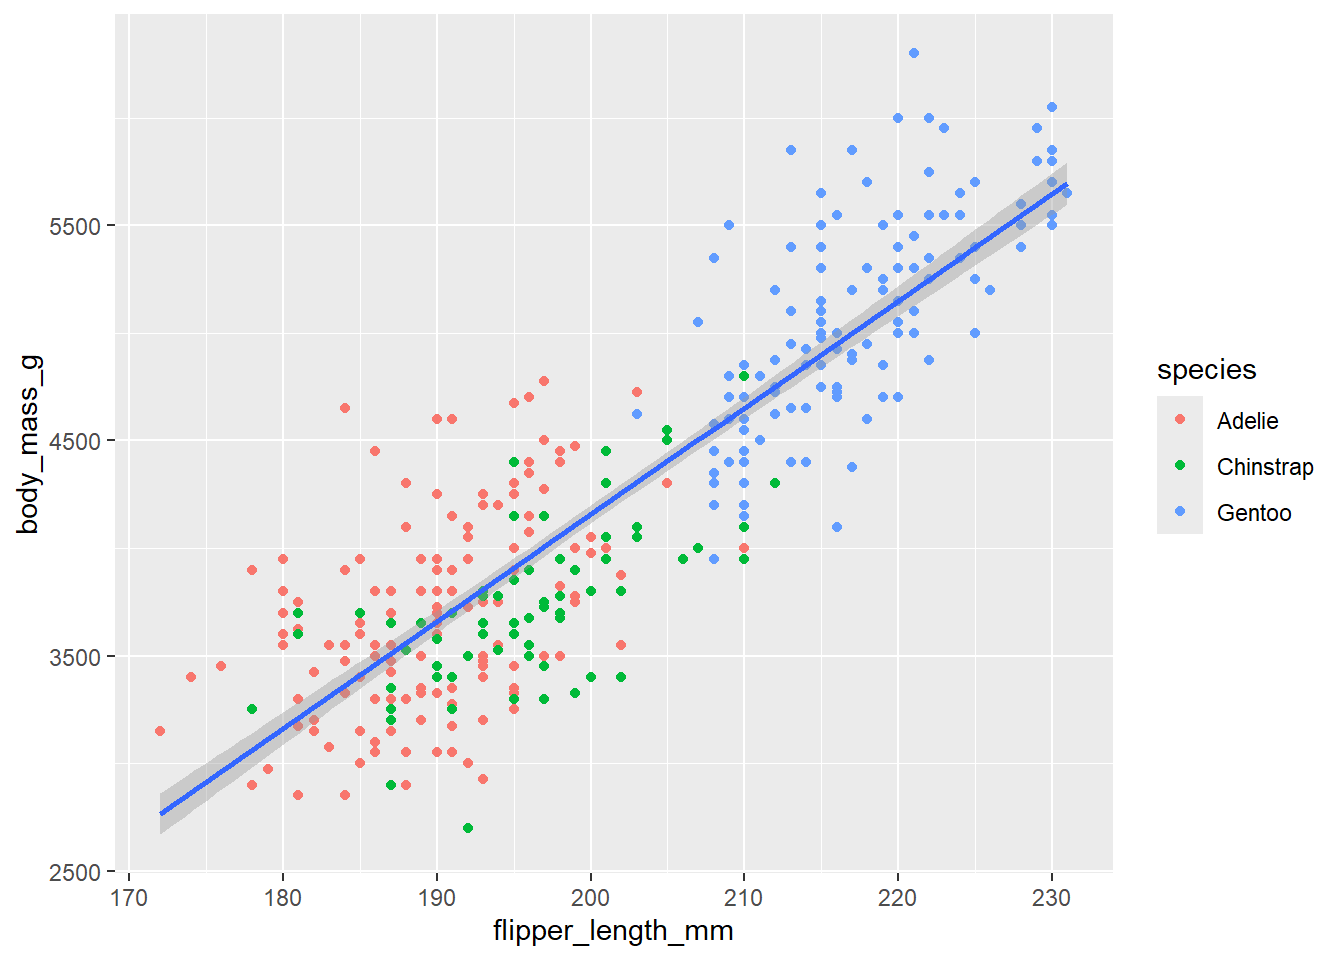 5500
4500
3500
2500
170 180 190 200 210 220 230
flipper_length_mm
body_mass_g
species
Adelie
Chinstrap
Gentoo